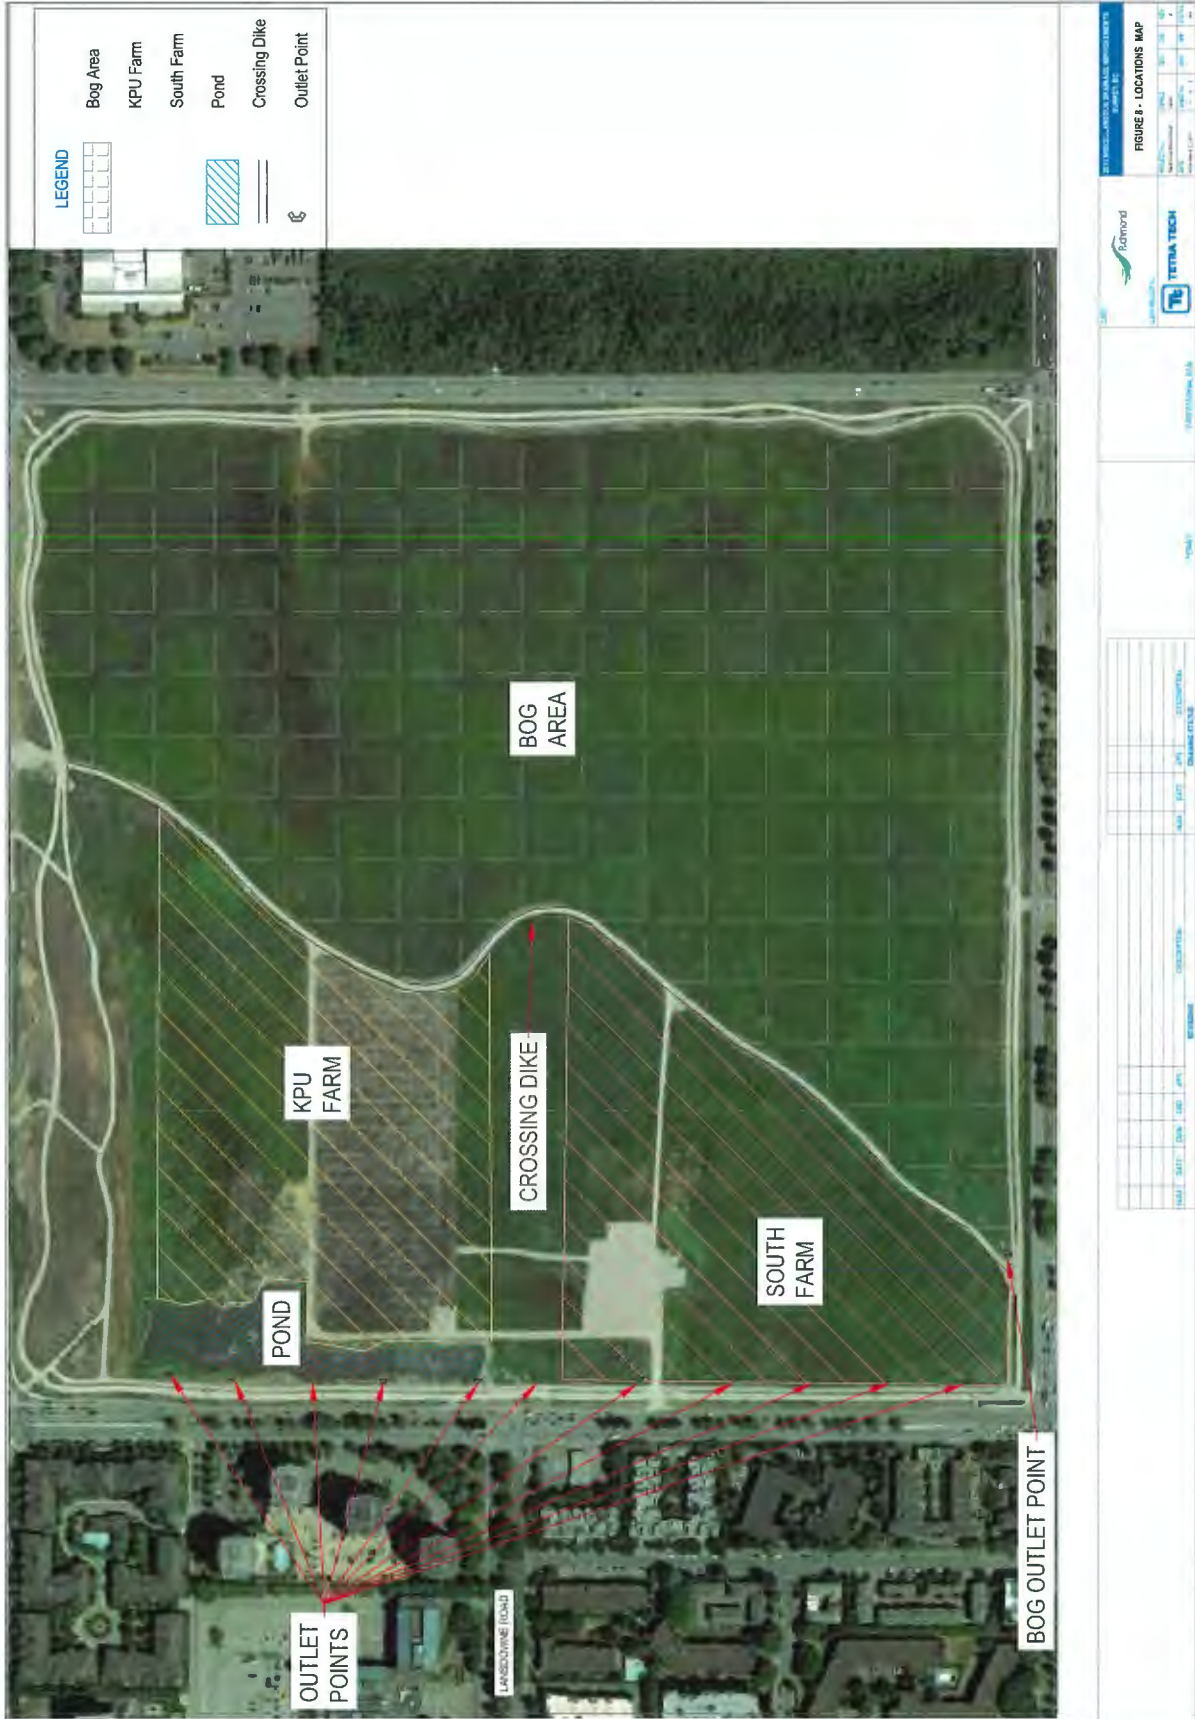 LEGEND
Bog Area
KPU Farm
South Farm
Pond
Crossing Dike
Outlet Point
BOG
AREA
KPU
FARM
CROSSING DIKE
SOUTH
FARM
POND
OUTLET
POINTS
LANSDOWNE ROAD
BOG OUTLET POINT
Richmond
TETRA TECH
FIGURE 8 - LOCATIONS MAP